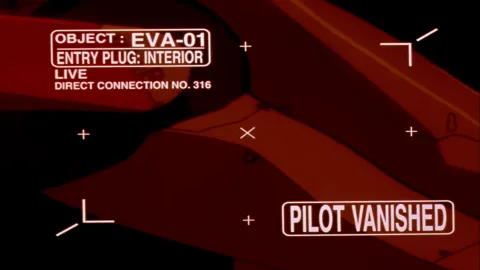 OBJECT : EVA-01
ENTRY PLUG: INTERIOR
LIVE
DIRECT CONNECTION NO. 316
PILOT VANISHED